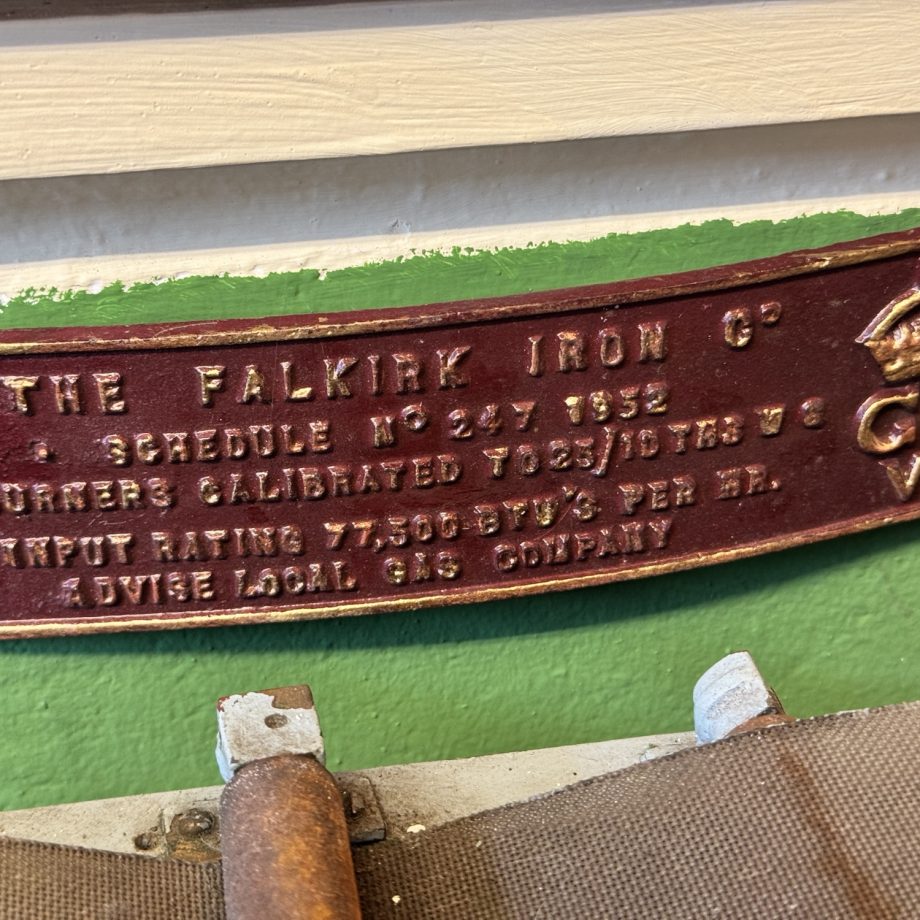 THE FALKIRK IRON Cº
SCHEDULE Nº 247 1952
URNERS CALIBRATED TO 25/10 THS W G
INPUT RATING 77,500 BTU'S PER HR.
ADVISE LOCAL GAS COMPANY